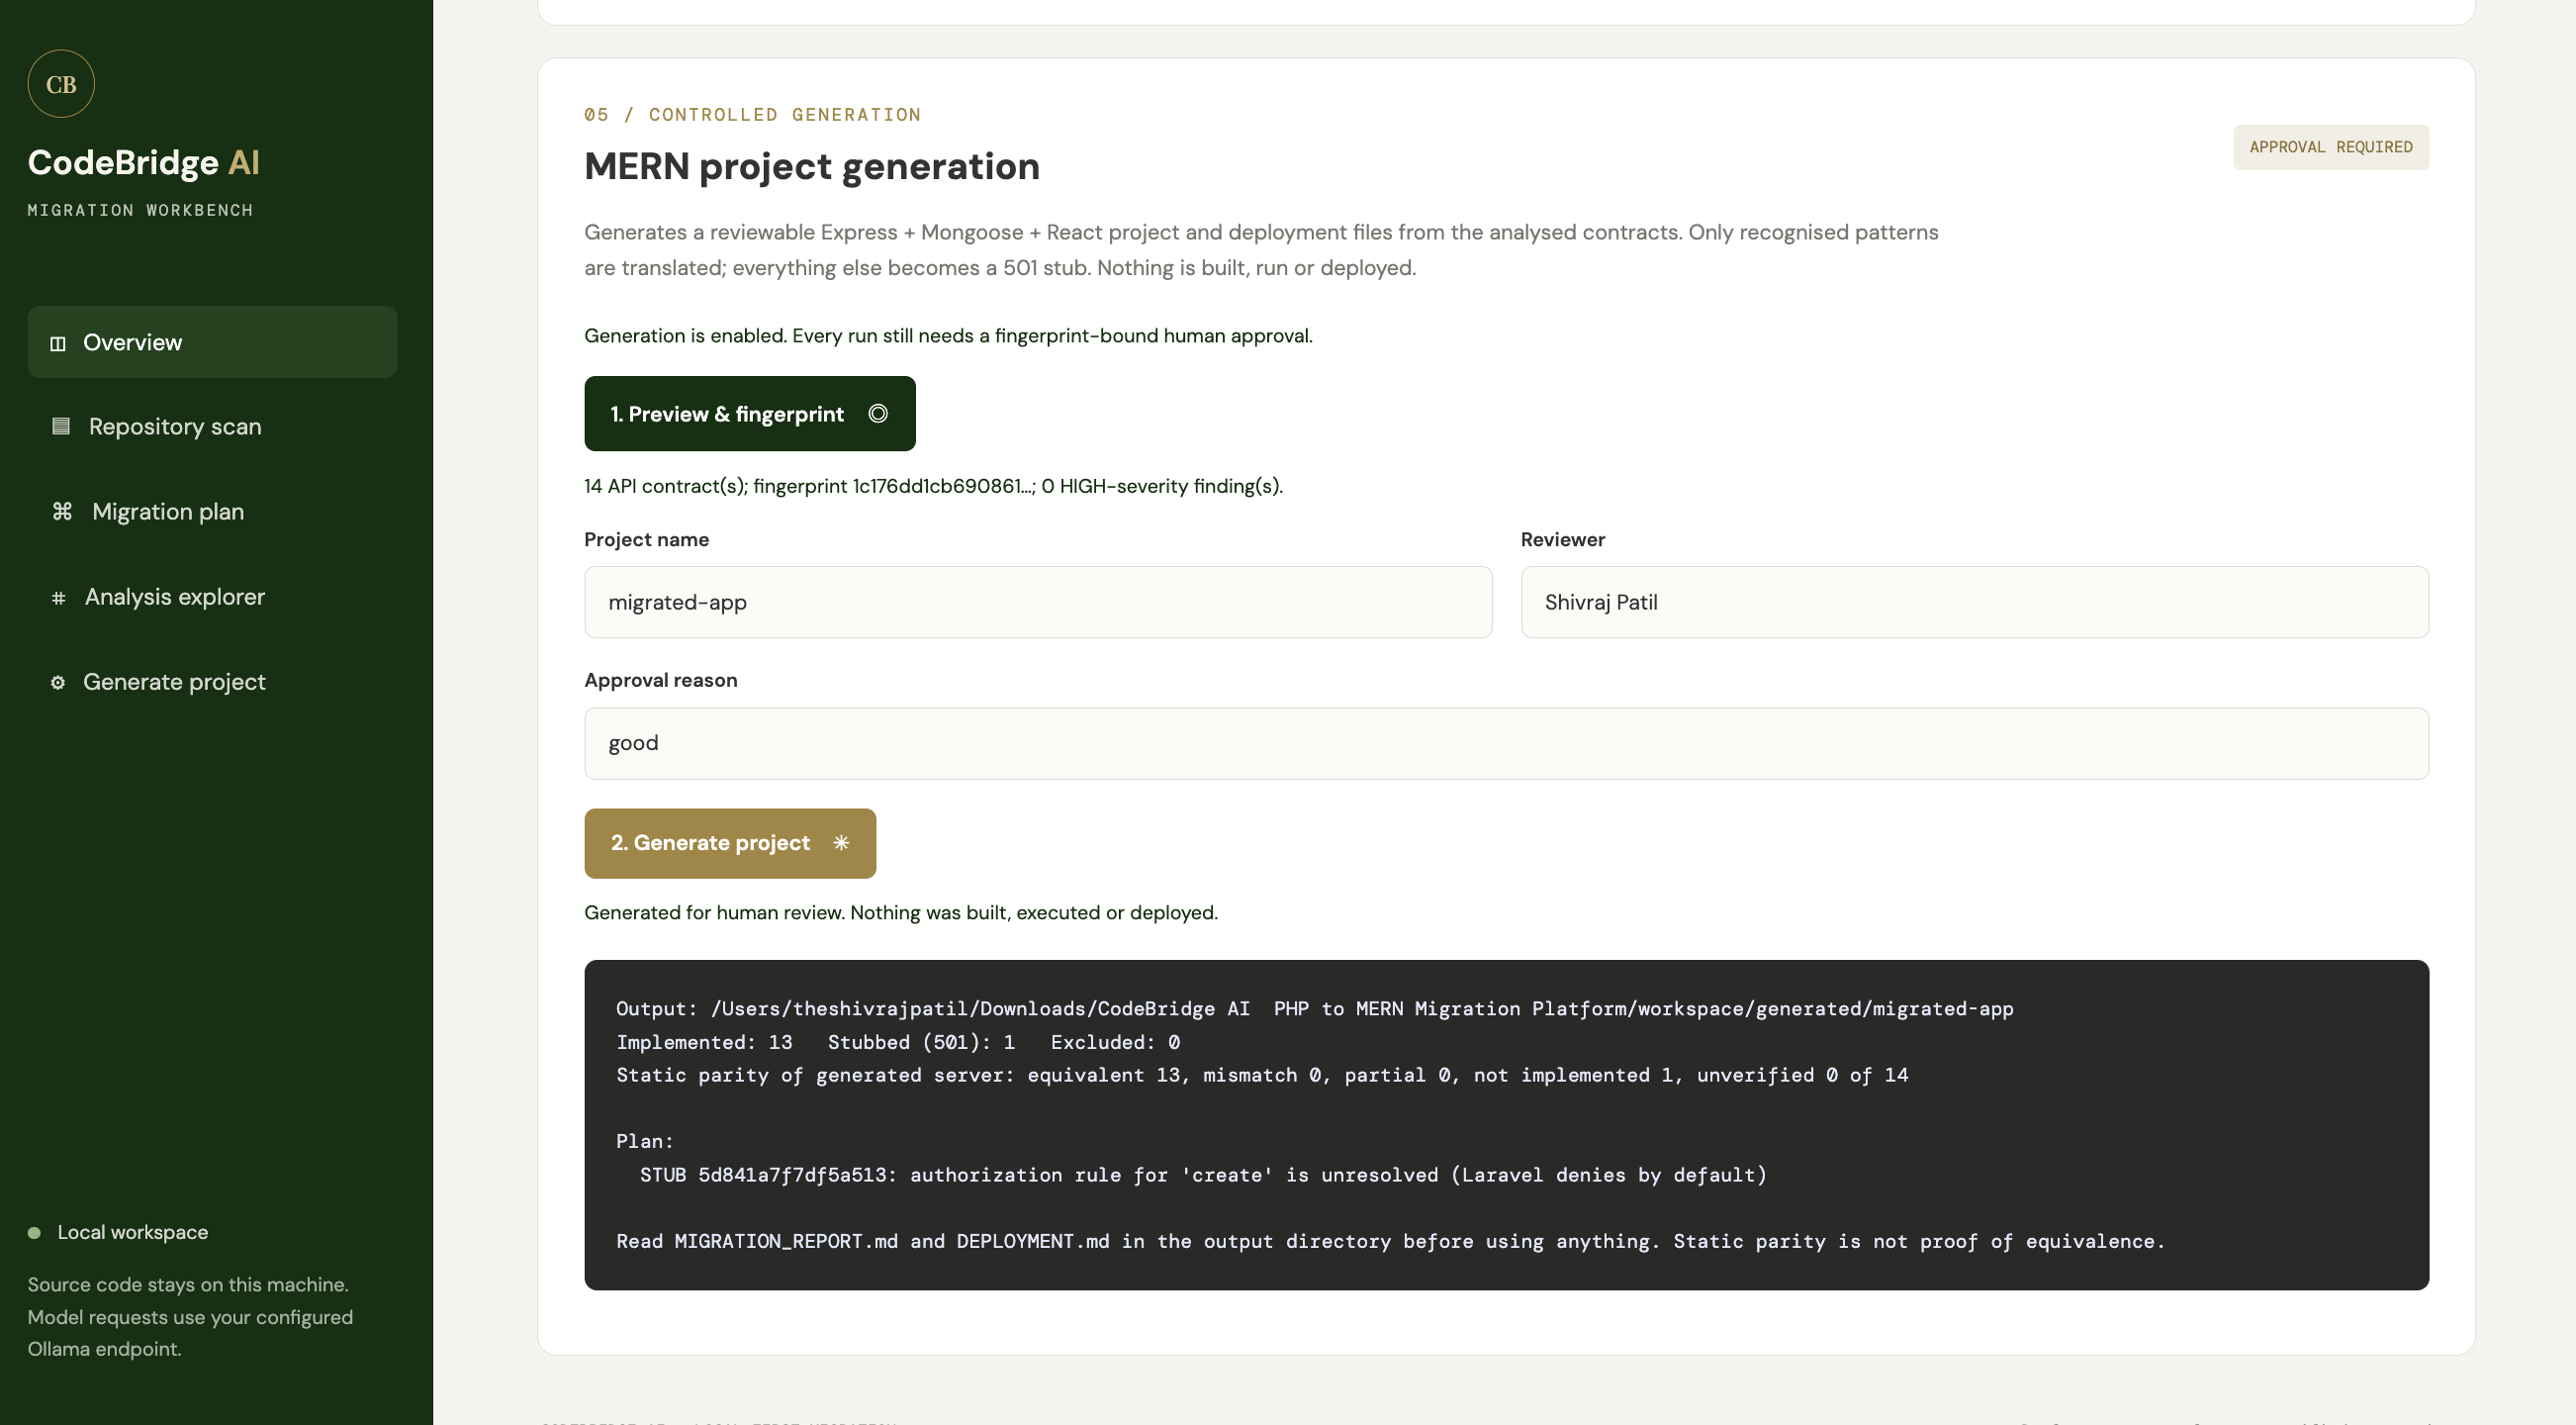 CB
CodeBridge AI
MIGRATION WORKBENCH
Overview
Repository scan
Migration plan
Analysis explorer
Generate project
Local workspace
Source code stays on this machine.
Model requests use your configured
Ollama endpoint.
05 / CONTROLLED GENERATION
MERN project generation
APPROVAL REQUIRED
Generates a reviewable Express + Mongoose + React project and deployment files from the analysed contracts. Only recognised patterns
are translated; everything else becomes a 501 stub. Nothing is built, run or deployed.
Generation is enabled. Every run still needs a fingerprint-bound human approval.
1. Preview & fingerprint
14 API contract(s); fingerprint 1c176dd1cb690861…; 0 HIGH-severity finding(s).
Project name
migrated-app
Reviewer
Shivraj Patil
Approval reason
good
2. Generate project
Generated for human review. Nothing was built, executed or deployed.
Output: /Users/theshivrajpatil/Downloads/CodeBridge AI  PHP to MERN Migration Platform/workspace/generated/migrated-app
Implemented: 13   Stubbed (501): 1   Excluded: 0
Static parity of generated server: equivalent 13, mismatch 0, partial 0, not implemented 1, unverified 0 of 14
Plan:
STUB 5d841a7f7df5a513: authorization rule for 'create' is unresolved (Laravel denies by default)
Read MIGRATION_REPORT.md and DEPLOYMENT.md in the output directory before using anything. Static parity is not proof of equivalence.